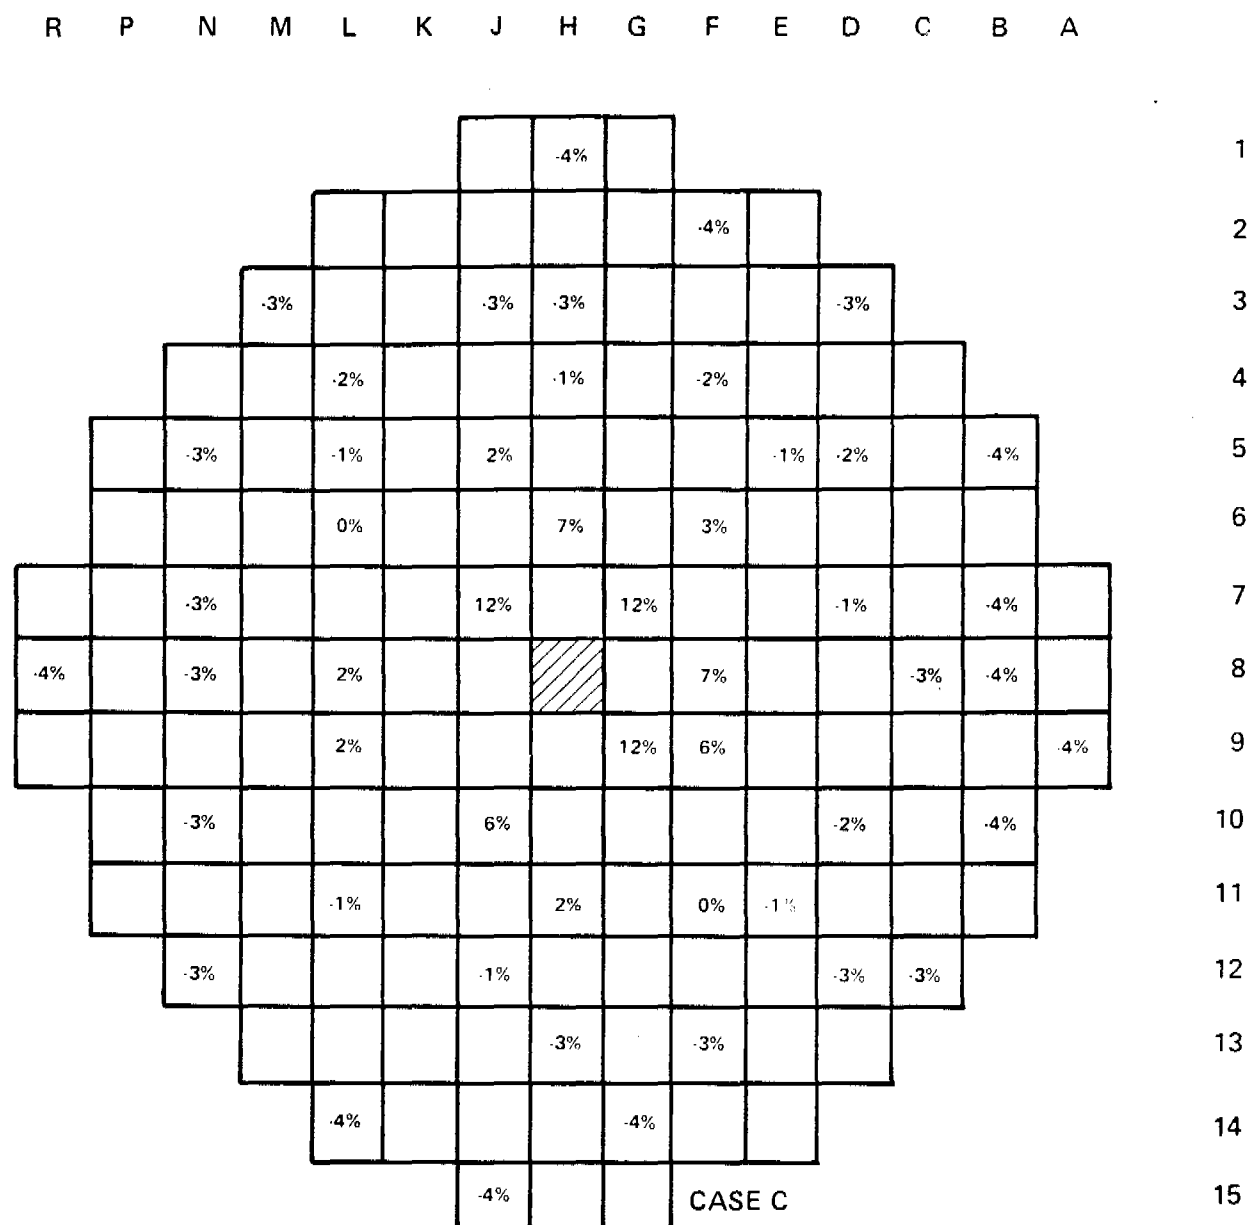 R P N M L K J H G F E D C B A
-4% 1
-4% 2
-3% -3% -3% -3% 3
-2% -1% -2% 4
-3% -1% 2% -1% -2% -4% 5
0% 7% 3% 6
-3% 12% 12% -1% -4% 7
-4% -3% 2% 7% -3% -4% 8
2% 12% 6% -4% 9
-3% 6% -2% -4% 10
-1% 2% 0% -1% 11
-3% -1% -3% -3% 12
-3% -3% 13
-4% -4% 14
-4% CASE C 15